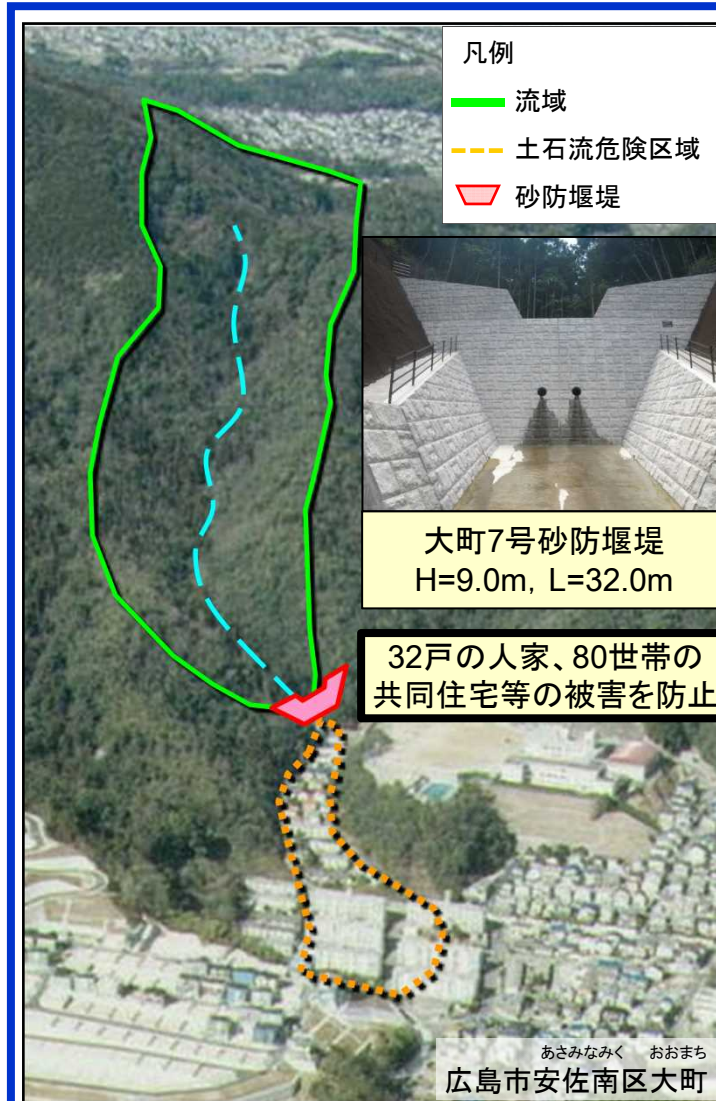 凡例
流域
土石流危険区域
砂防堰堤
大町7号砂防堰堤
H=9.0m, L=32.0m
32戸の人家、80世帯の
共同住宅等の被害を防止
あさみなみく おおまち
広島市安佐南区大町